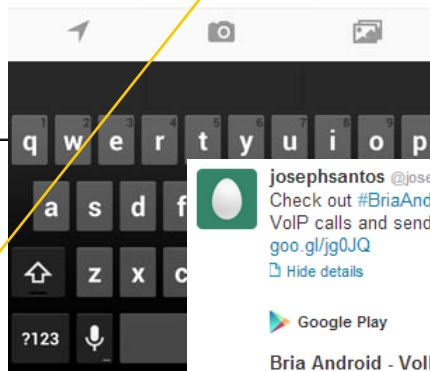 1 2 3 4 5 6 7 8 9
q w e r t y u i o p
a s d f
z x c
?123
josephsantos @jose
Check out #BriaAnd
VoIP calls and send
goo.gl/jg0JQ
Hide details
Google Play
Bria Android - VoI